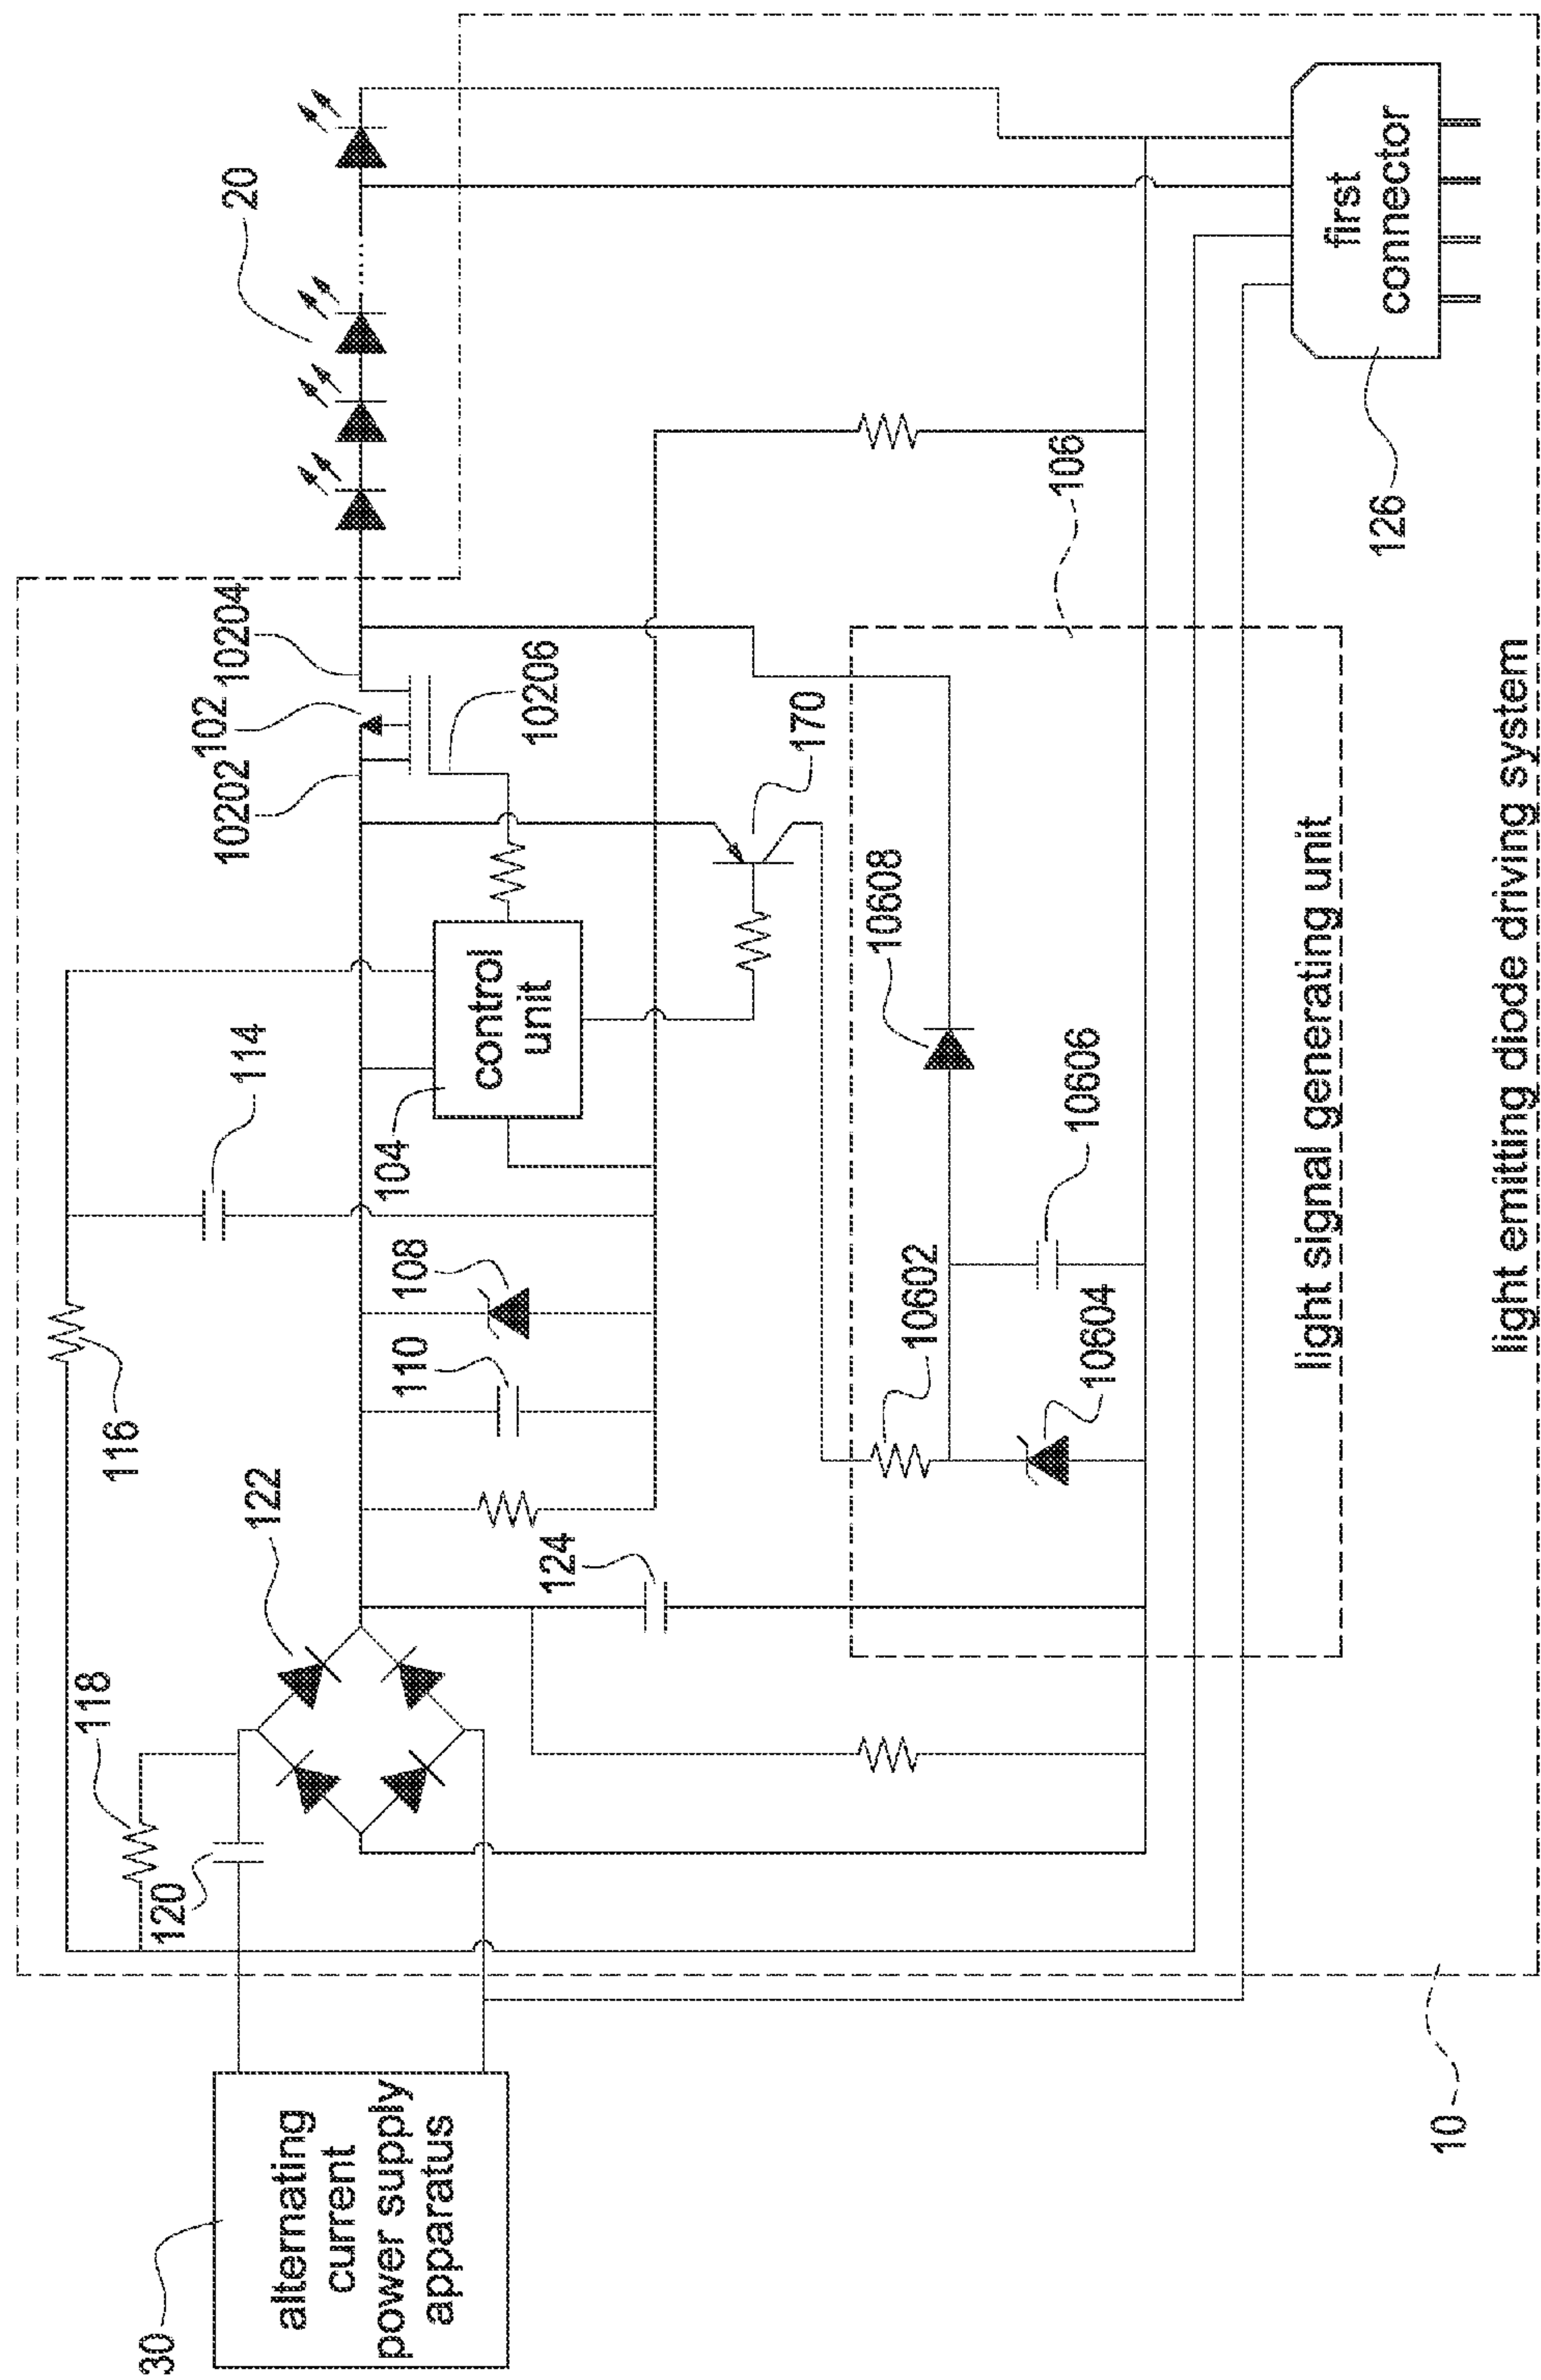 30
alternating
current
power supply
apparatus
10
118
120
116
122
124
114
110
108
104
control
unit
10202
102
10204
10206
170
20
106
10602
10604
10606
10608
light signal generating unit
126
first
connector
light emitting diode driving system